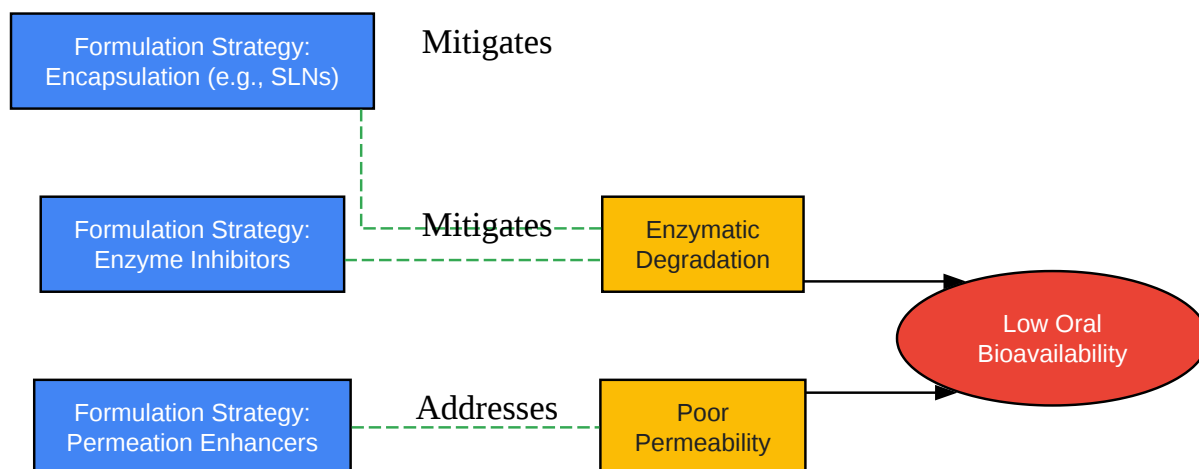 Formulation Strategy:
Encapsulation (e.g., SLNs)
Mitigates
Formulation Strategy:
Enzyme Inhibitors
Mitigates
Enzymatic
Degradation
Low Oral
Bioavailability
Formulation Strategy:
Permeation Enhancers
Addresses
Poor
Permeability